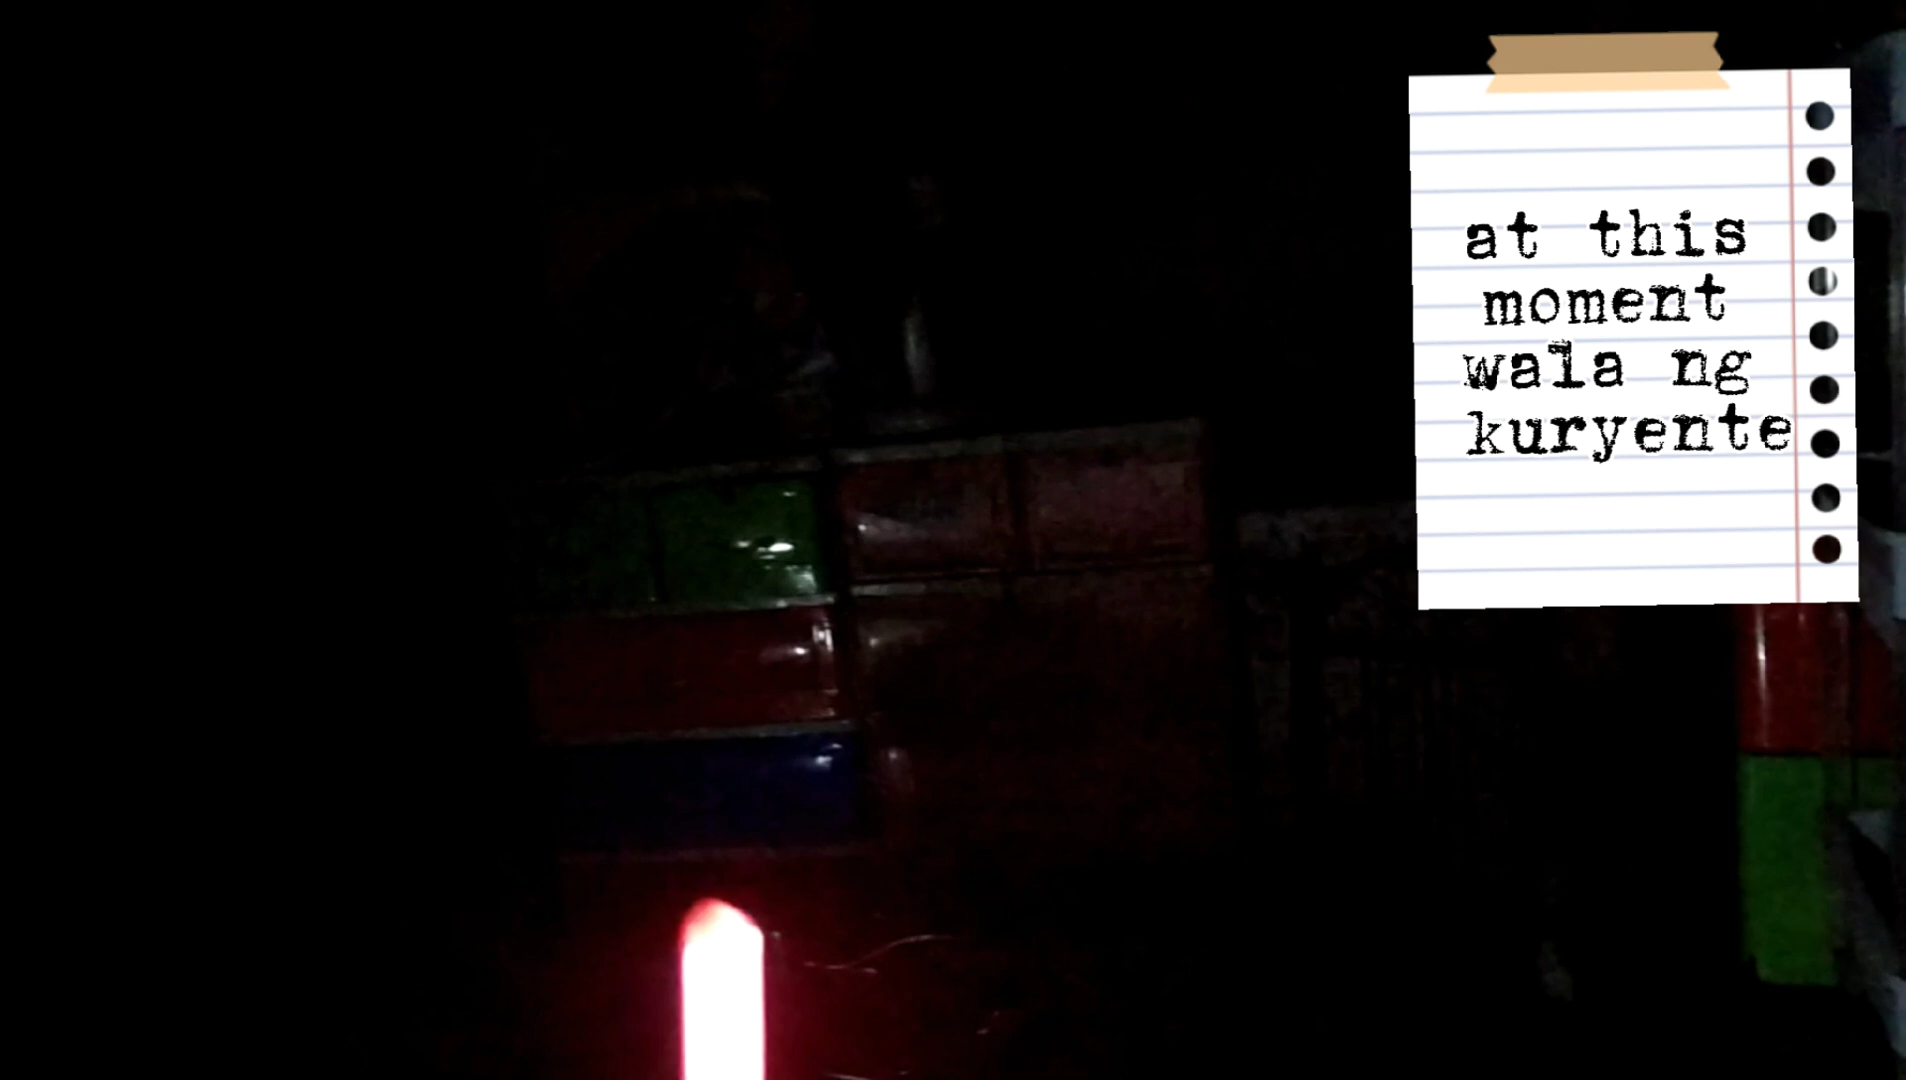 at this
moment
wala ng
kuryente